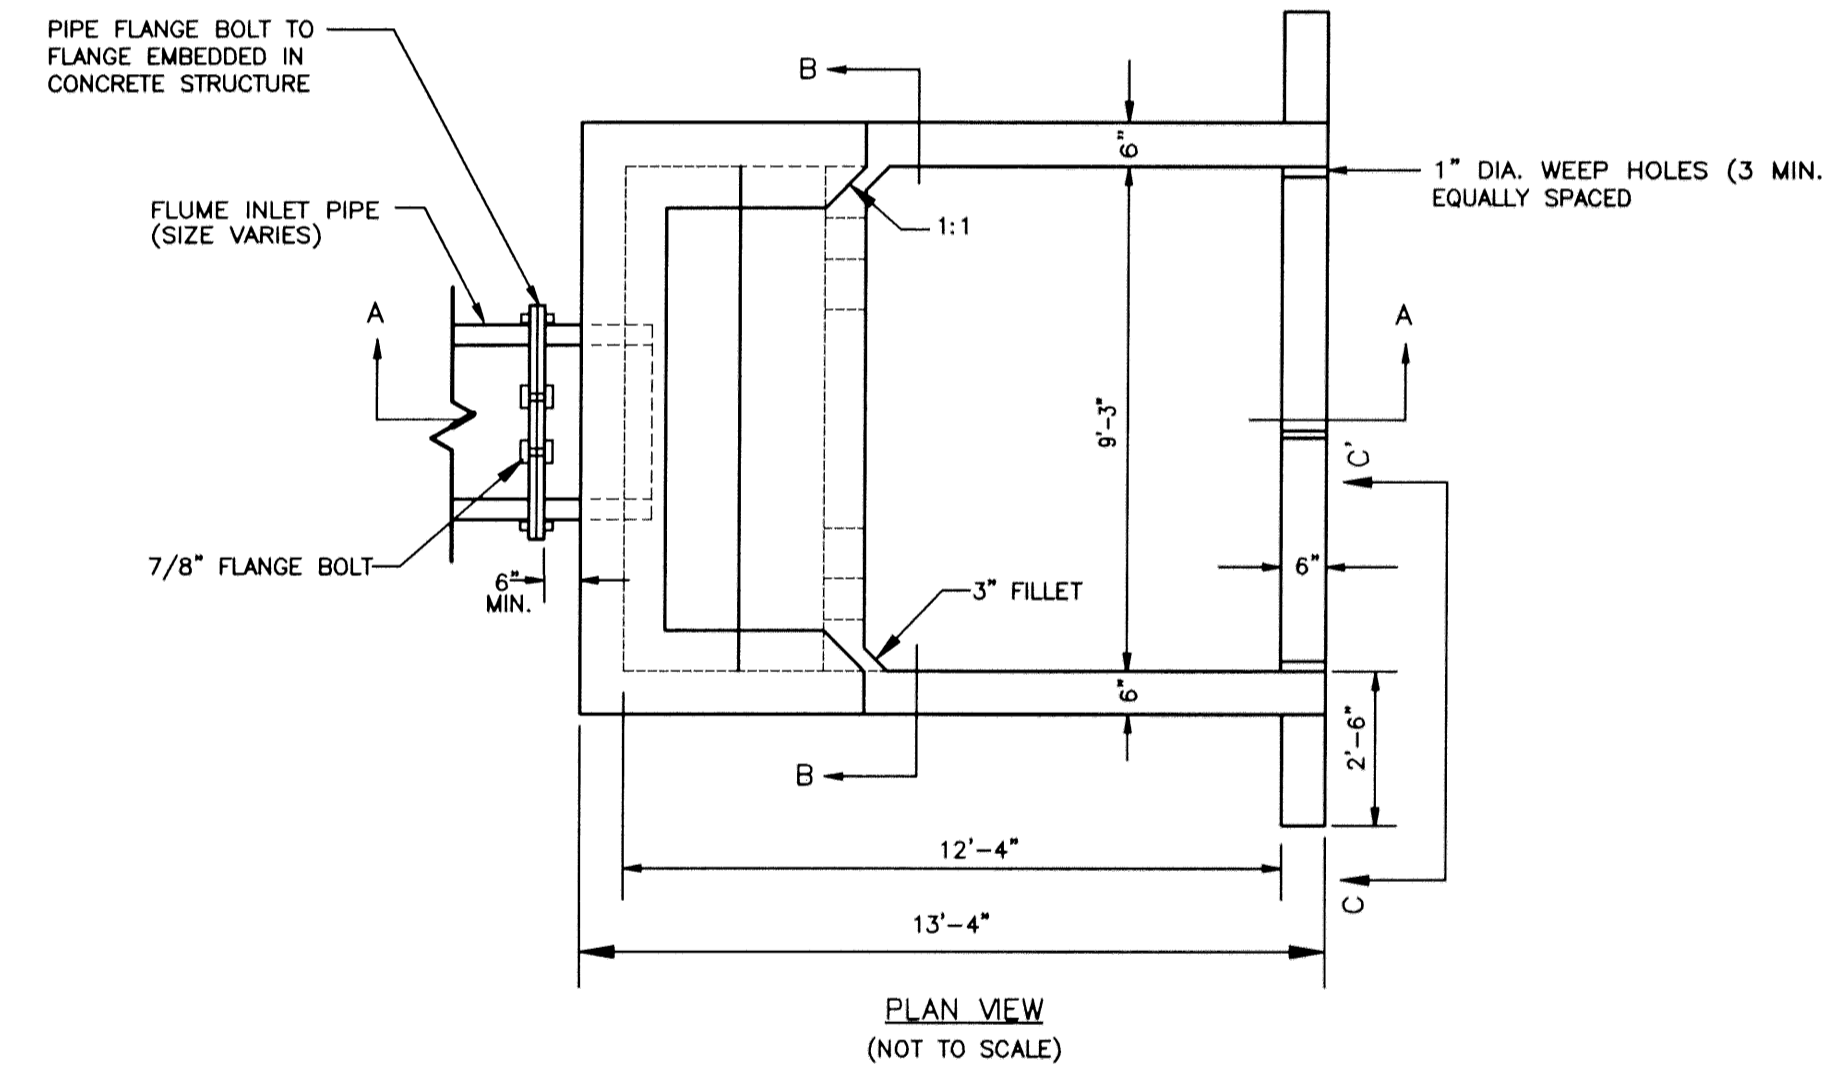 PIPE FLANGE BOLT TO
FLANGE EMBEDDED IN
CONCRETE STRUCTURE
B
6"
1" DIA. WEEP HOLES (3 MIN.
EQUALLY SPACED
FLUME INLET PIPE
(SIZE VARIES)
1:1
A
A
9'-3"
C'
7/8" FLANGE BOLT
6"
MIN.
6"
3" FILLET
6"
2'-6"
B
12'-4"
C
13'-4"
PLAN VIEW
(NOT TO SCALE)